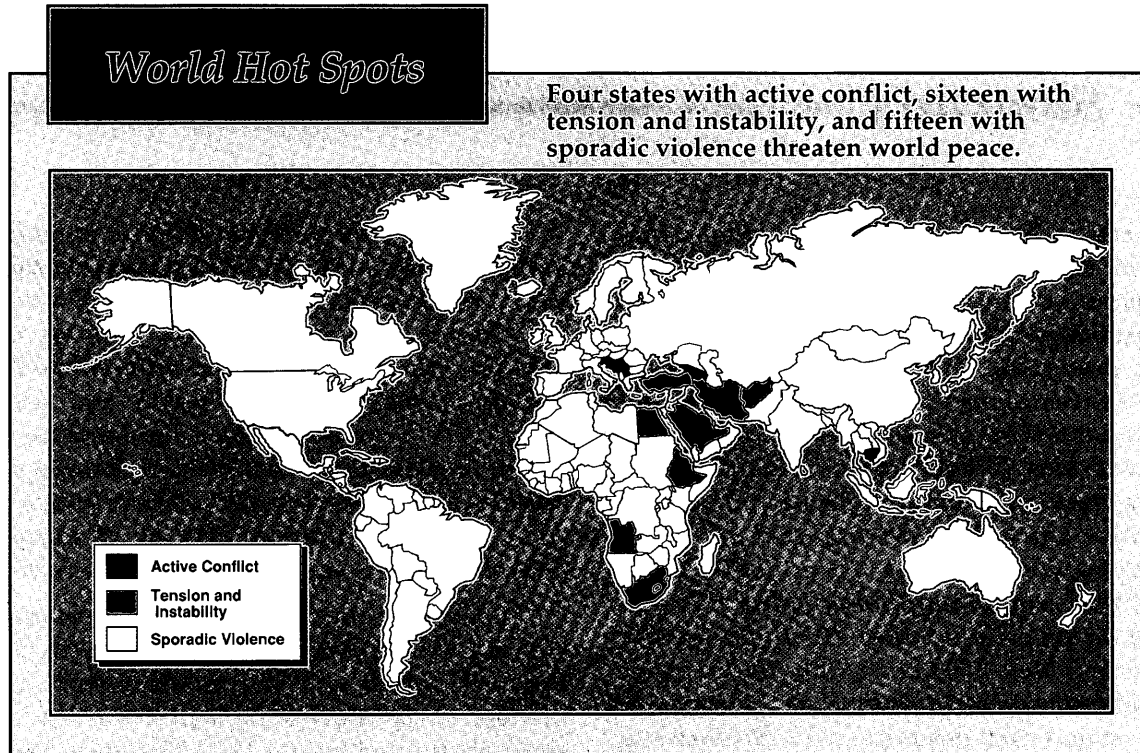 World Hot Spots
Four states with active conflict, sixteen with
tension and instability, and fifteen with
sporadic violence threaten world peace.
Active Conflict
Tension and
Instability
Sporadic Violence